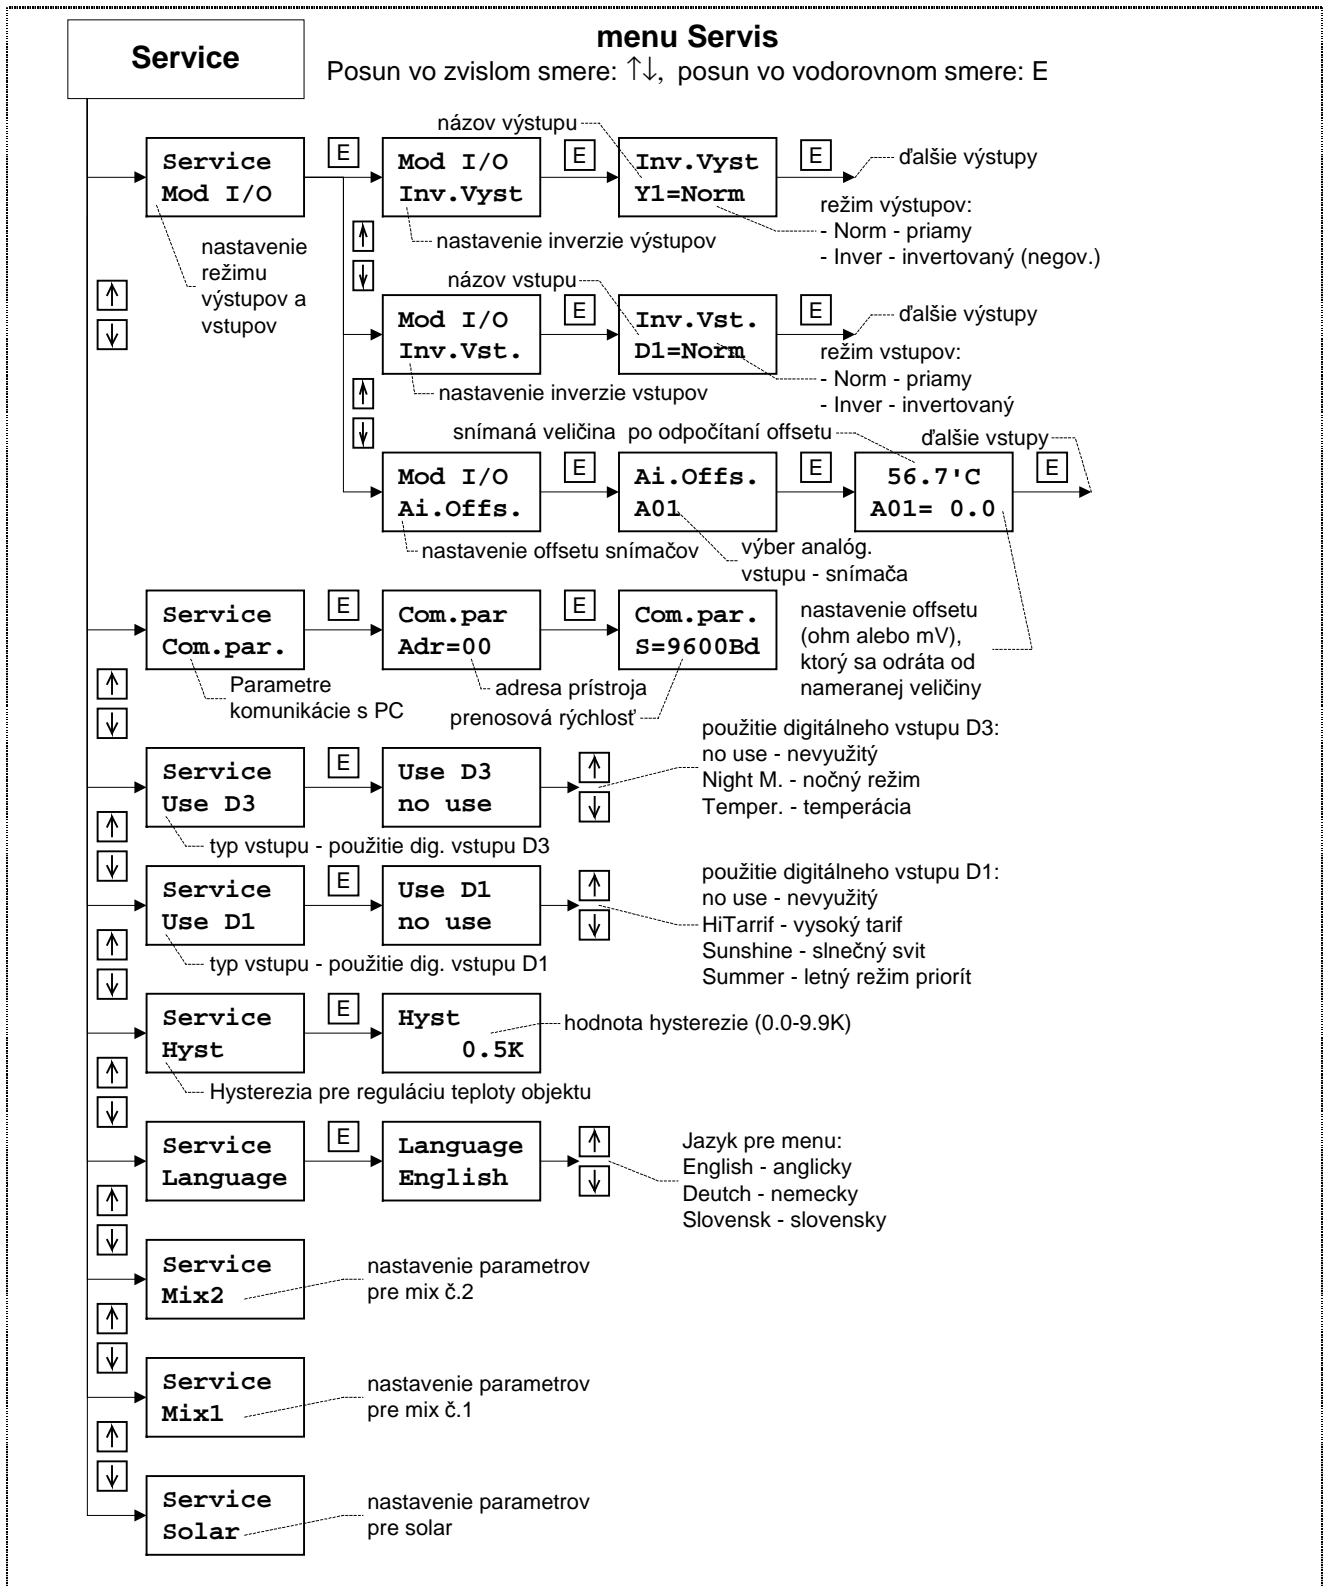 Service
menu Servis
Posun vo zvislom smere: ↑↓, posun vo vodorovnom smere: E
názov výstupu
Service
Mod I/O
E
Mod I/O
Inv.Vyst
E
Inv.Vyst
Y1=Norm
E
ďalšie výstupy
nastavenie
režimu
výstupov a
vstupov
nastavenie inverzie výstupov
režim výstupov:
- Norm - priamy
- Inver - invertovaný (negov.)
↑
↓
↑
↓
názov vstupu
Mod I/O
Inv.Vst.
E
Inv.Vst.
D1=Norm
E
ďalšie výstupy
nastavenie inverzie vstupov
režim vstupov:
- Norm - priamy
- Inver - invertovaný
↑
↓
snímaná veličina po odpočítaní offsetu
ďalšie vstupy
Mod I/O
Ai.Offs.
E
Ai.Offs.
A01
E
56.7'C
A01= 0.0
E
nastavenie offsetu snímačov
výber analóg.
vstupu - snímača
nastavenie offsetu
(ohm alebo mV),
ktorý sa odráta od
nameranej veličiny
Service
Com.par.
E
Com.par
Adr=00
E
Com.par.
S=9600Bd
Parametre
komunikácie s PC
adresa prístroja
prenosová rýchlosť
↑
↓
Service
Use D3
E
Use D3
no use
↑
↓
použitie digitálneho vstupu D3:
no use - nevyužitý
Night M. - nočný režim
Temper. - temperácia
typ vstupu - použitie dig. vstupu D3
↑
↓
Service
Use D1
E
Use D1
no use
↑
↓
použitie digitálneho vstupu D1:
no use - nevyužitý
HiTarrif - vysoký tarif
Sunshine - slnečný svit
Summer - letný režim priorít
typ vstupu - použitie dig. vstupu D1
↑
↓
Service
Hyst
E
Hyst
0.5K
hodnota hysterezie (0.0-9.9K)
Hysterezia pre reguláciu teploty objektu
↑
↓
Service
Language
E
Language
English
↑
↓
Jazyk pre menu:
English - anglicky
Deutch - nemecky
Slovensk - slovensky
↑
↓
Service
Mix2
nastavenie parametrov
pre mix č.2
↑
↓
Service
Mix1
nastavenie parametrov
pre mix č.1
↑
↓
Service
Solar
nastavenie parametrov
pre solar